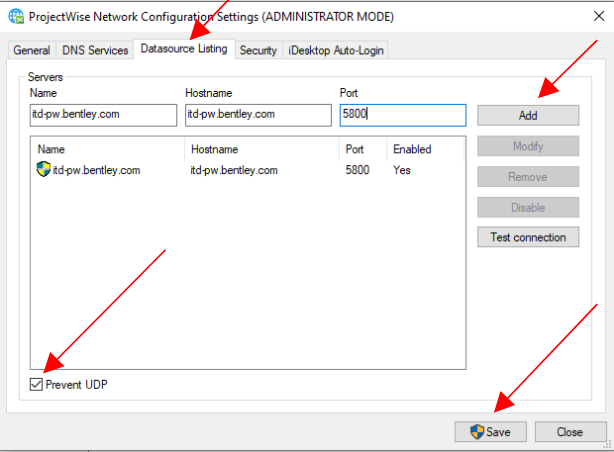 ProjectWise Network Configuration Settings (ADMINISTRATOR MODE)
General DNS Services Datasource Listing Security iDesktop Auto-Login
Servers
Name Hostname Port
itd-pw.bentley.com itd-pw.bentley.com 5800 Add
Name Hostname Port Enabled Modify
itd-pw.bentley.com itd-pw.bentley.com 5800 Yes
Remove
Disable
Test connection
Prevent UDP
Save Close